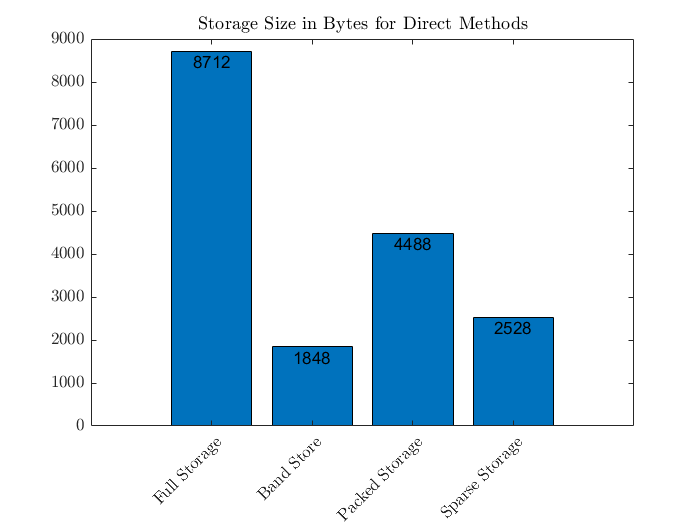 Storage Size in Bytes for Direct Methods
9000
8000
7000
6000
5000
4000
3000
2000
1000
0
8712
1848
4488
2528
Full Storage
Band Store
Packed Storage
Sparse Storage